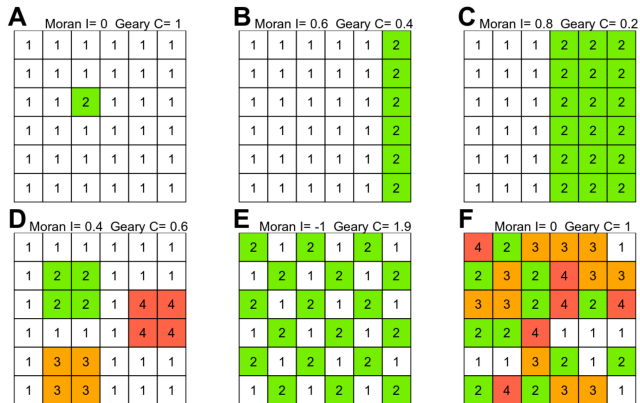 A Moran I= 0 Geary C= 1
1 1 1 1 1 1
1 1 1 1 1 1
1 1 2 1 1 1
1 1 1 1 1 1
1 1 1 1 1 1
1 1 1 1 1 1
B Moran I= 0.6 Geary C= 0.4
1 1 1 1 1 2
1 1 1 1 1 2
1 1 1 1 1 2
1 1 1 1 1 2
1 1 1 1 1 2
1 1 1 1 1 2
C Moran I= 0.8 Geary C= 0.2
1 1 1 2 2 2
1 1 1 2 2 2
1 1 1 2 2 2
1 1 1 2 2 2
1 1 1 2 2 2
1 1 1 2 2 2
D Moran I= 0.4 Geary C= 0.6
1 1 1 1 1 1
1 2 2 1 1 1
1 2 2 1 4 4
1 1 1 1 4 4
1 3 3 1 1 1
1 3 3 1 1 1
E Moran I= -1 Geary C= 1.9
2 1 2 1 2 1
1 2 1 2 1 2
2 1 2 1 2 1
1 2 1 2 1 2
2 1 2 1 2 1
1 2 1 2 1 2
F Moran I= 0 Geary C= 1
4 2 3 3 3 1
2 3 2 4 3 3
3 3 2 4 2 4
2 2 4 1 1 1
1 1 3 2 1 2
2 4 2 3 3 1